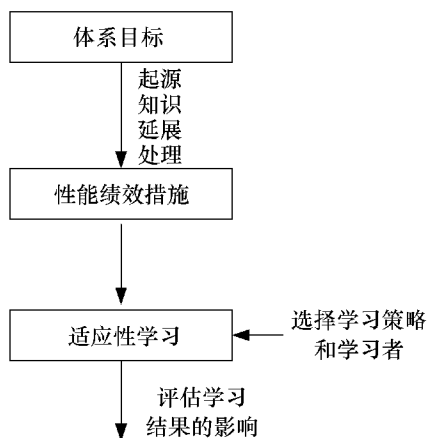 体系目标
起源
知识
延展
处理
性能绩效措施
适应性学习
选择学习策略
和学习者
评估学习
结果的影响